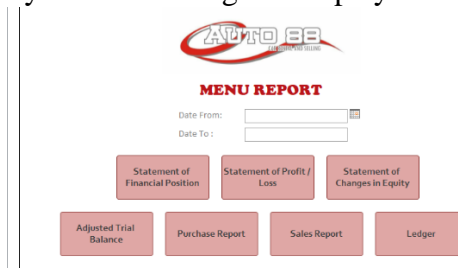 AUTO 88
MENU REPORT
Date From:
Date To :
Statement of
Financial Position
Statement of Profit /
Loss
Statement of
Changes in Equity
Adjusted Trial
Balance
Purchase Report
Sales Report
Ledger